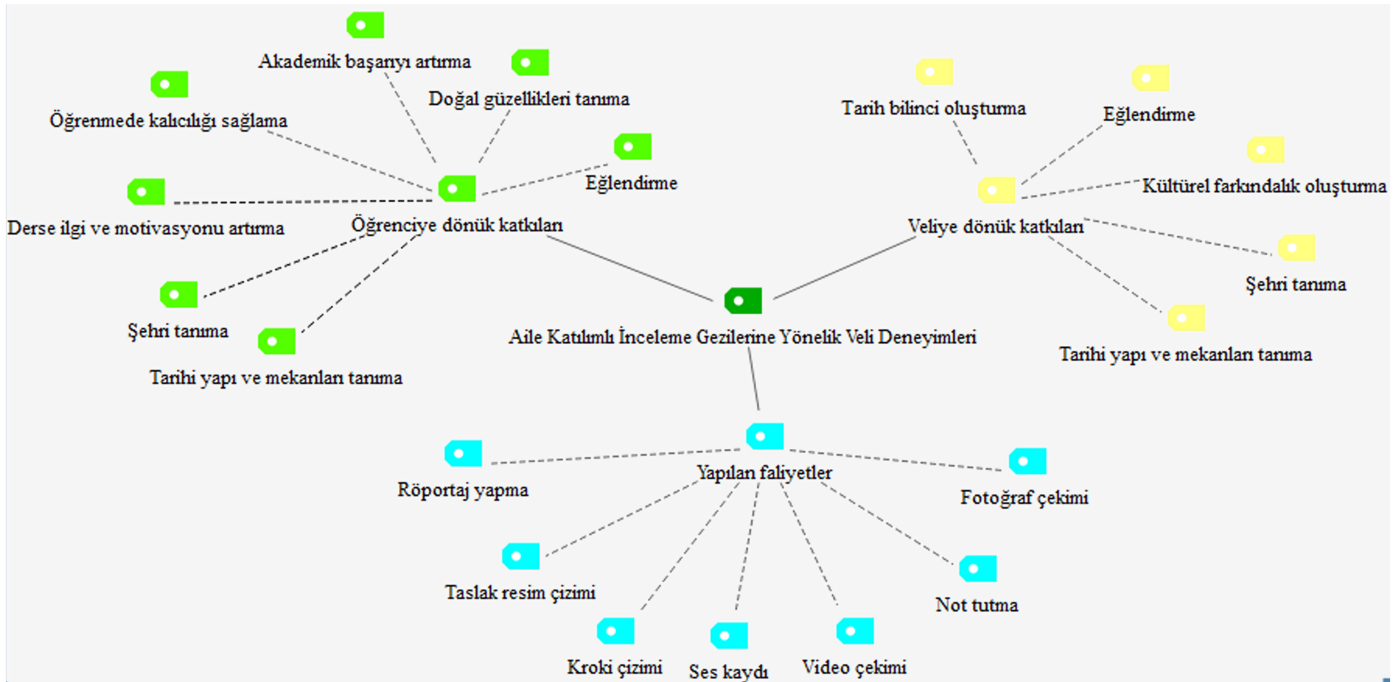 Akademik başarıyı artırma
Doğal güzellikleri tanıma
Öğrenmede kalıcılığı sağlama
Eğlendirme
Derse ilgi ve motivasyonu artırma
Öğrenciye dönük katkıları
Şehri tanıma
Tarihi yapı ve mekanları tanıma
Tarih bilinci oluşturma
Eğlendirme
Kültürel farkındalık oluşturma
Veliye dönük katkıları
Şehri tanıma
Tarihi yapı ve mekanları tanıma
Aile Katılımlı İnceleme Gezilerine Yönelik Veli Deneyimleri
Yapılan faliyetler
Röportaj yapma
Fotoğraf çekimi
Taslak resim çizimi
Not tutma
Kroki çizimi
Ses kaydı
Video çekimi